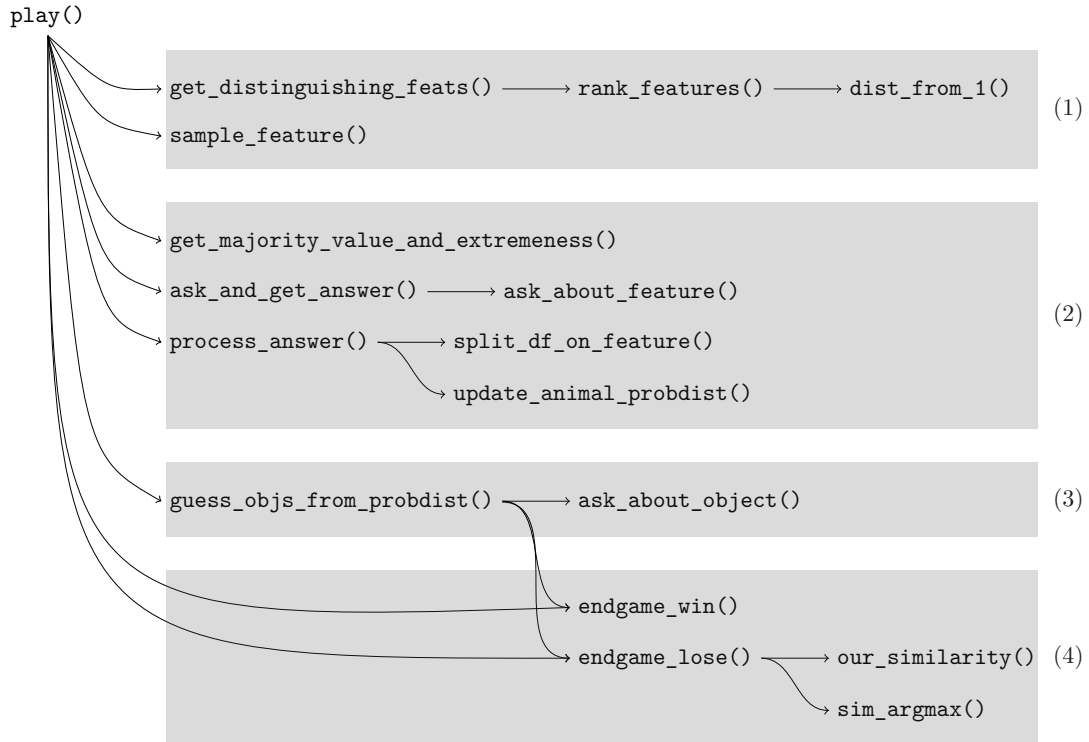 play()
get_distinguishing_feats() rank_features() dist_from_1()
(1)
sample_feature()
get_majority_value_and_extremeness()
ask_and_get_answer() ask_about_feature()
(2)
process_answer() split_df_on_feature()
update_animal_probdist()
guess_objs_from_probdist() ask_about_object() (3)
endgame_win()
endgame_lose() our_similarity() (4)
sim_argmax()